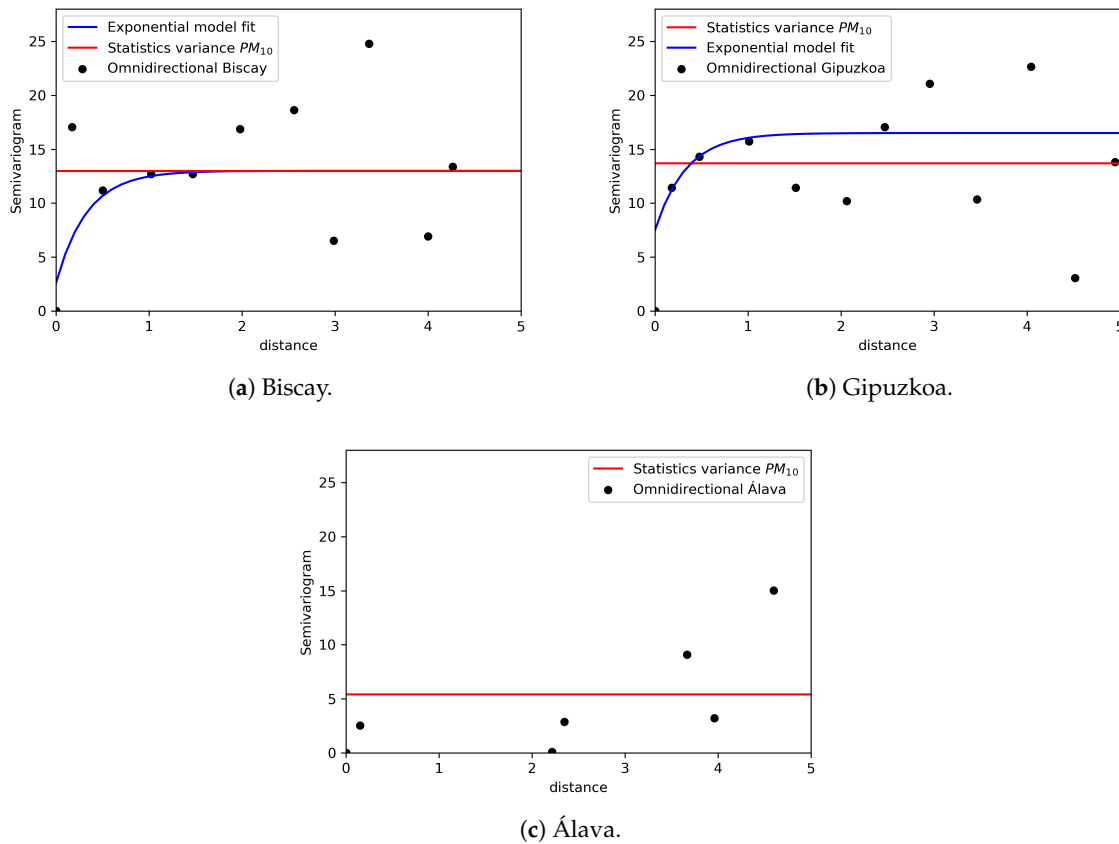 Exponential model fit
Statistics variance PM10
Omnidirectional Biscay
Semivariogram
25
20
15
10
5
0
0 1 2 3 4 5
distance
(a) Biscay.
Statistics variance PM10
Exponential model fit
Omnidirectional Gipuzkoa
Semivariogram
25
20
15
10
5
0
0 1 2 3 4 5
distance
(b) Gipuzkoa.
Statistics variance PM10
Omnidirectional Álava
Semivariogram
25
20
15
10
5
0
0 1 2 3 4 5
distance
(c) Álava.